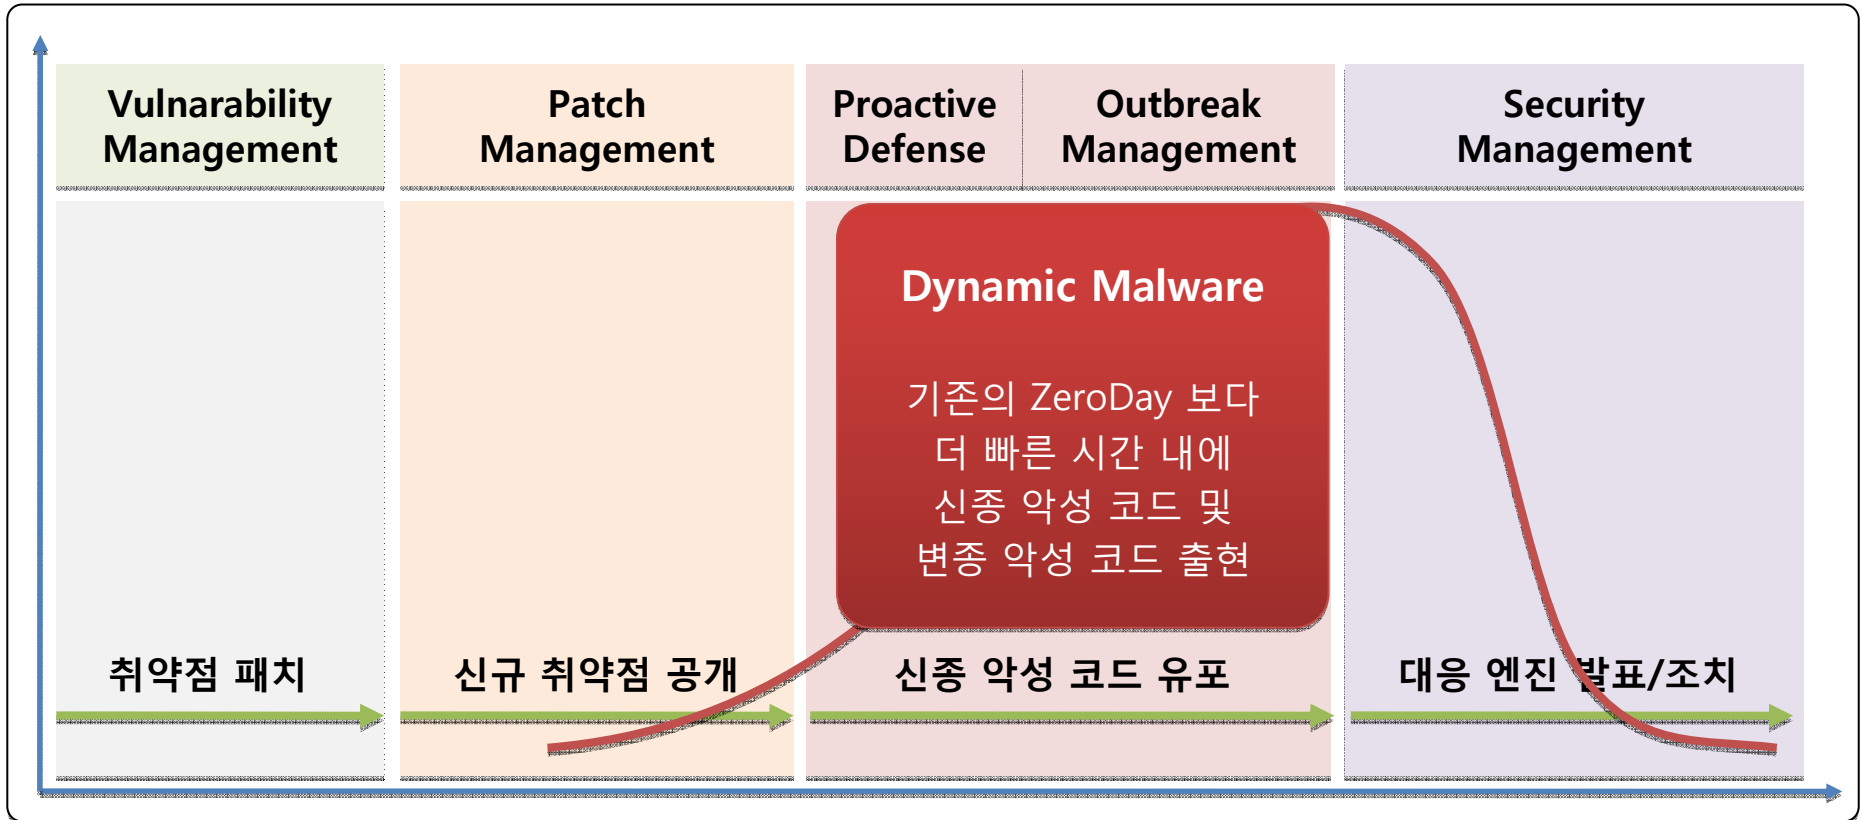 Vulnarability
Management
Patch
Management
Proactive
Defense
Outbreak
Management
Security
Management
Dynamic Malware
기존의 ZeroDay 보다
더 빠른 시간 내에
신종 악성 코드 및
변종 악성 코드 출현
취약점 패치
신규 취약점 공개
신종 악성 코드 유포
대응 엔진 발표/조치